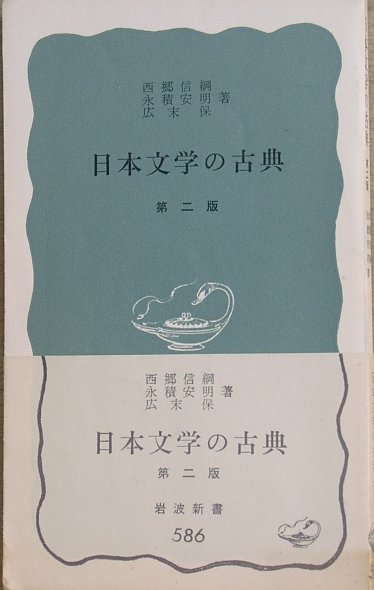 西郷信綱
永積安明著
広末保
日本文学の古典
第二版
西郷信綱
永積安明著
広末保
日本文学の古典
第二版
岩波新書
586